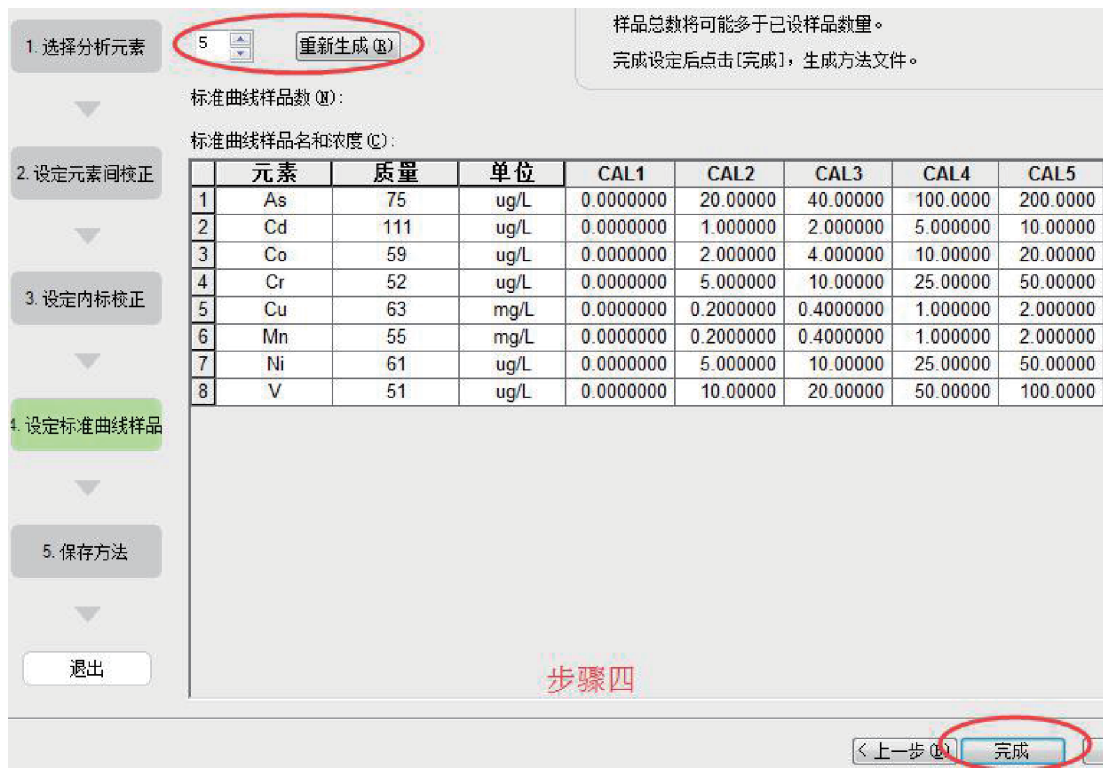 样品总数将可能多于已设样品数量。
1. 选择分析元素
5
重新生成(R)
完成设定后点击[完成]，生成方法文件。
标准曲线样品数(N):
标准曲线样品名和浓度(C):
2. 设定元素间校正
元素 质量 单位 CAL1 CAL2 CAL3 CAL4 CAL5
1 As 75 ug/L 0.0000000 20.00000 40.00000 100.0000 200.0000
2 Cd 111 ug/L 0.0000000 1.000000 2.000000 5.000000 10.00000
3 Co 59 ug/L 0.0000000 2.000000 4.000000 10.00000 20.00000
4 Cr 52 ug/L 0.0000000 5.000000 10.00000 25.00000 50.00000
5 Cu 63 mg/L 0.0000000 0.2000000 0.4000000 1.000000 2.000000
6 Mn 55 mg/L 0.0000000 0.2000000 0.4000000 1.000000 2.000000
7 Ni 61 ug/L 0.0000000 5.000000 10.00000 25.00000 50.00000
8 V 51 ug/L 0.0000000 10.00000 20.00000 50.00000 100.0000
3. 设定内标校正
4. 设定标准曲线样品
5. 保存方法
退出
步骤四
<上一步(B)
完成